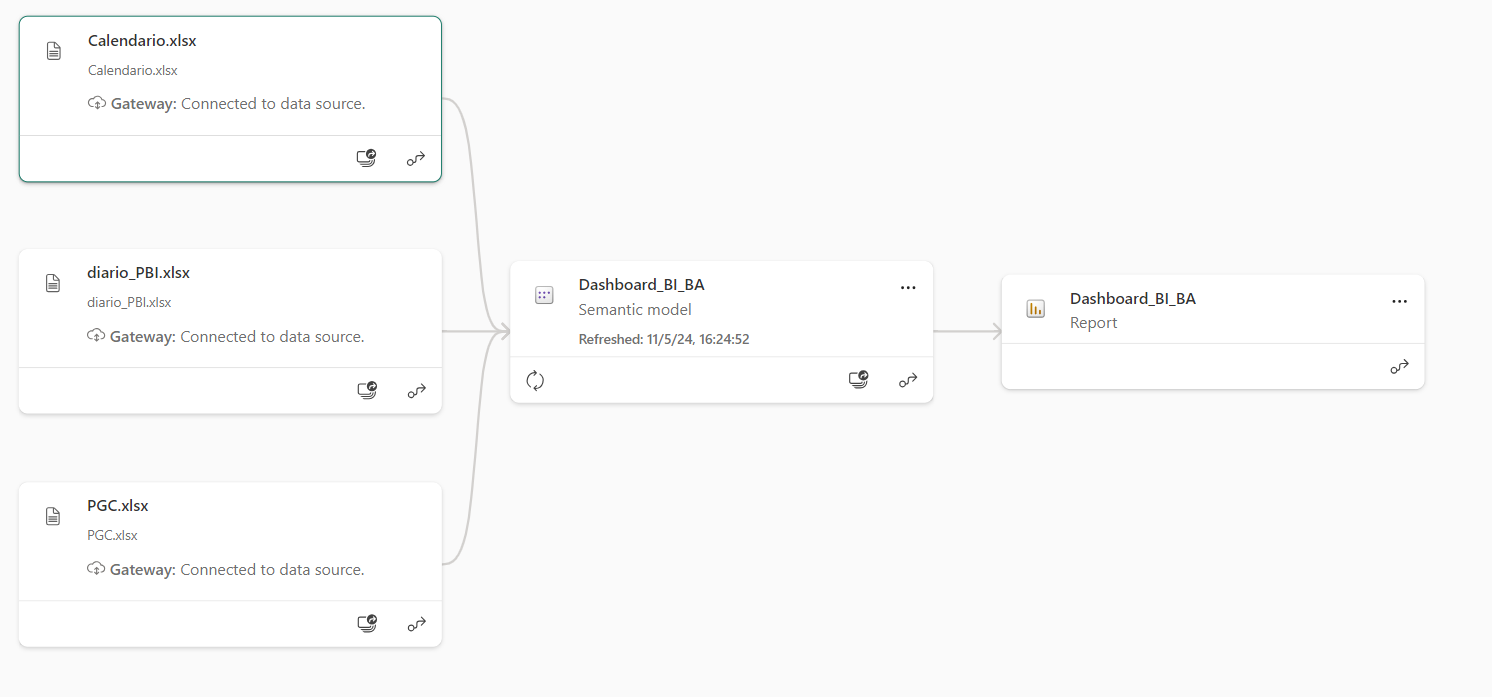 Calendario.xlsx
Calendario.xlsx
Gateway: Connected to data source.
diario_PBI.xlsx
diario_PBI.xlsx
Gateway: Connected to data source.
PGC.xlsx
PGC.xlsx
Gateway: Connected to data source.
Dashboard_BI_BA
Semantic model
Refreshed: 11/5/24, 16:24:52
Dashboard_BI_BA
Report